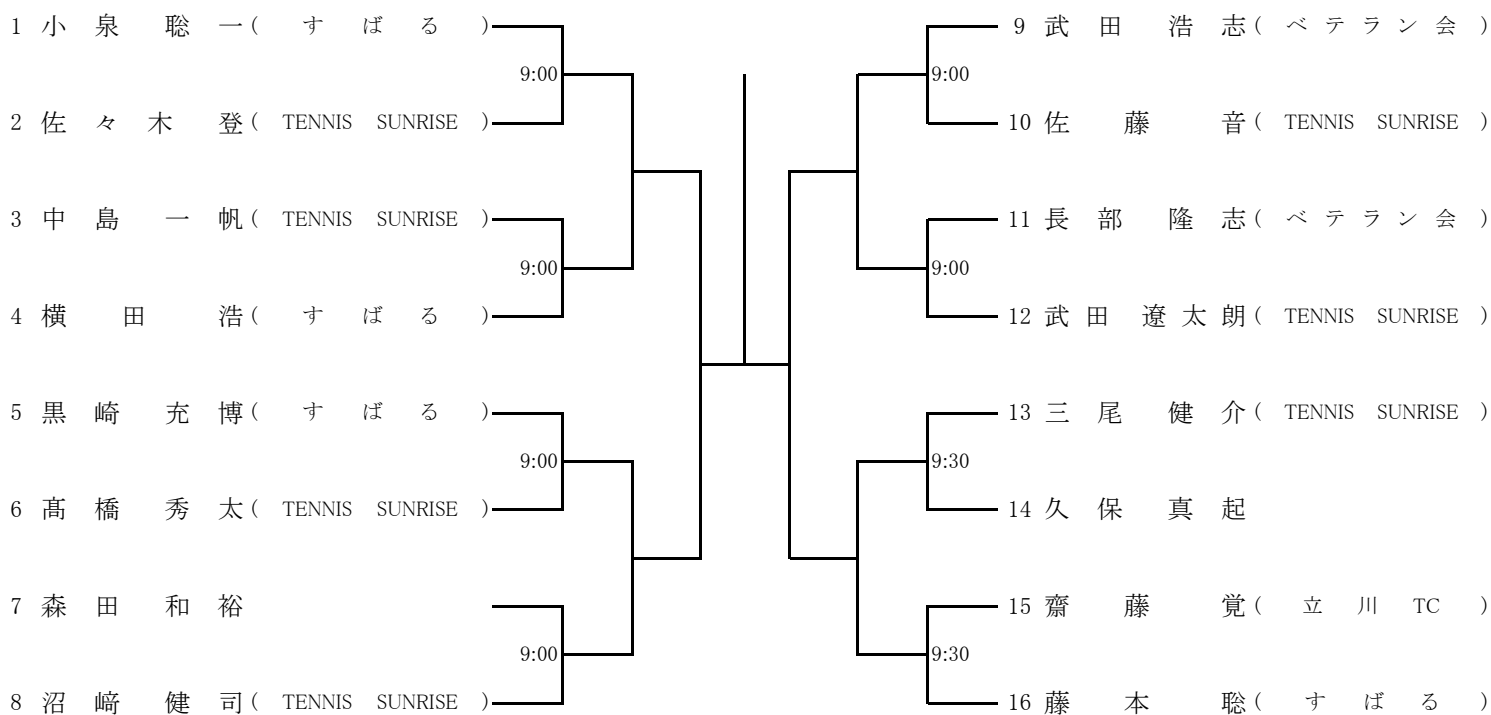 1 小泉 聡一 ( すばる )
9:00
2 佐々木 登 ( TENNIS SUNRISE )
3 中島 一帆 ( TENNIS SUNRISE )
9:00
4 横田 浩 ( すばる )
5 黒崎 充博 ( すばる )
9:00
6 髙橋 秀太 ( TENNIS SUNRISE )
7 森田 和裕
9:00
8 沼﨑 健司 ( TENNIS SUNRISE )
9 武田 浩志 ( ベテラン会 )
9:00
10 佐藤 音 ( TENNIS SUNRISE )
11 長部 隆志 ( ベテラン会 )
9:00
12 武田 遼太朗 ( TENNIS SUNRISE )
13 三尾 健介 ( TENNIS SUNRISE )
9:30
14 久保 真起
15 齋藤 覚 ( 立川 TC )
9:30
16 藤本 聡 ( すばる )